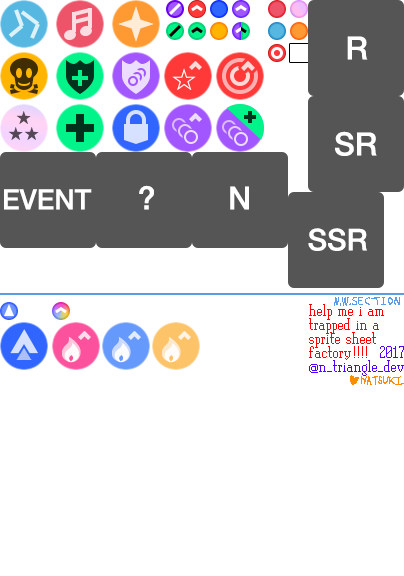 R
SR
EVENT ? N
SSR
N.W.SECTION
help me i am
trapped in a
sprite sheet
factory!!!! 2017
@n_triangle_dev
NATSUKI